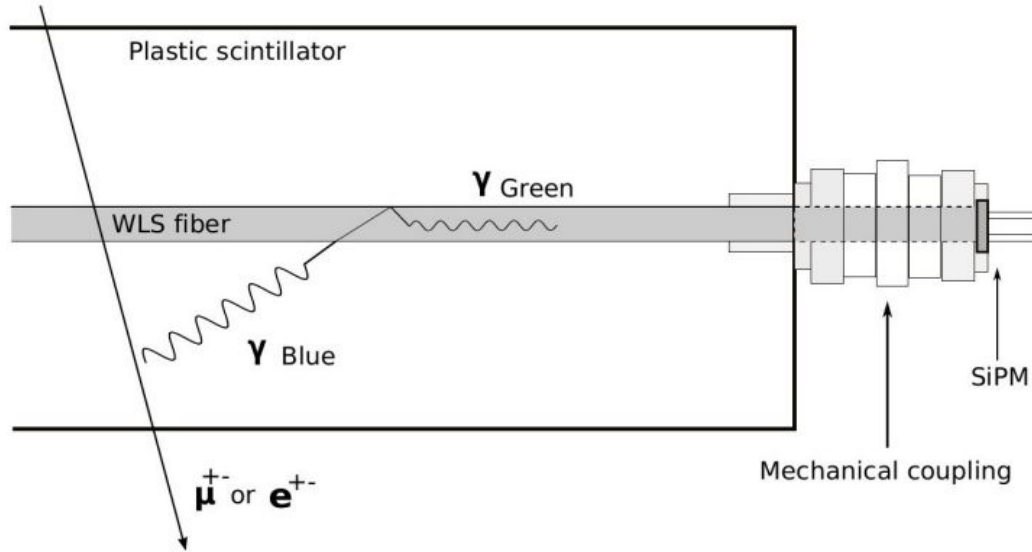 Plastic scintillator
γ Green
WLS fiber
γ Blue
SiPM
Mechanical coupling
μ+- or e+-